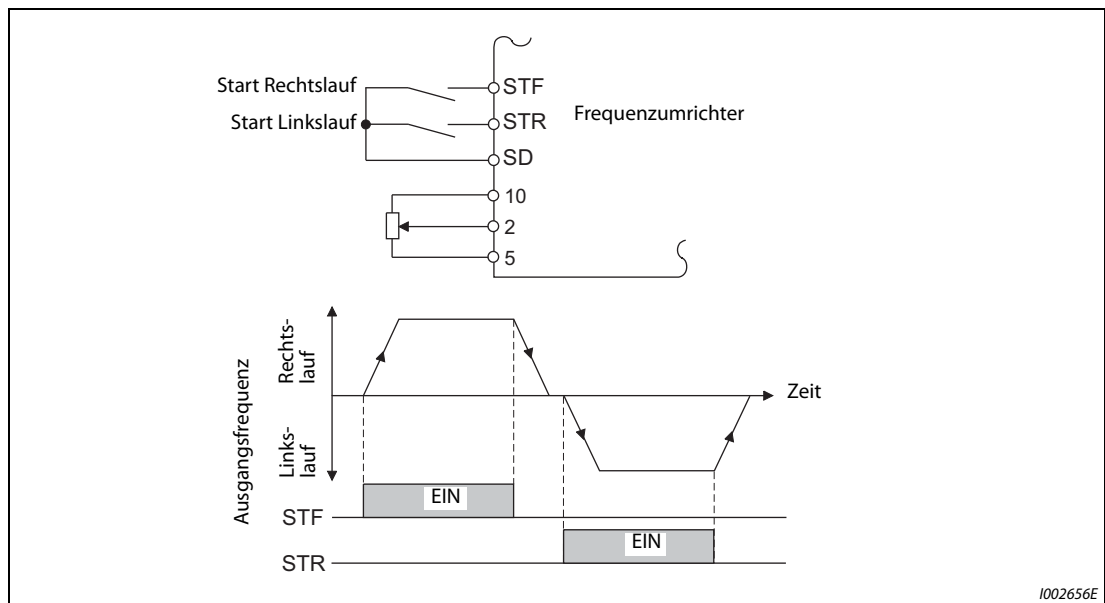 Start Rechtslauf
STF
Start Linkslauf
STR
Frequenzumrichter
SD
10
2
5
Ausgangsfrequenz
Rechts-
lauf
Links-
lauf
Zeit
EIN
STF
EIN
STR
I002656E